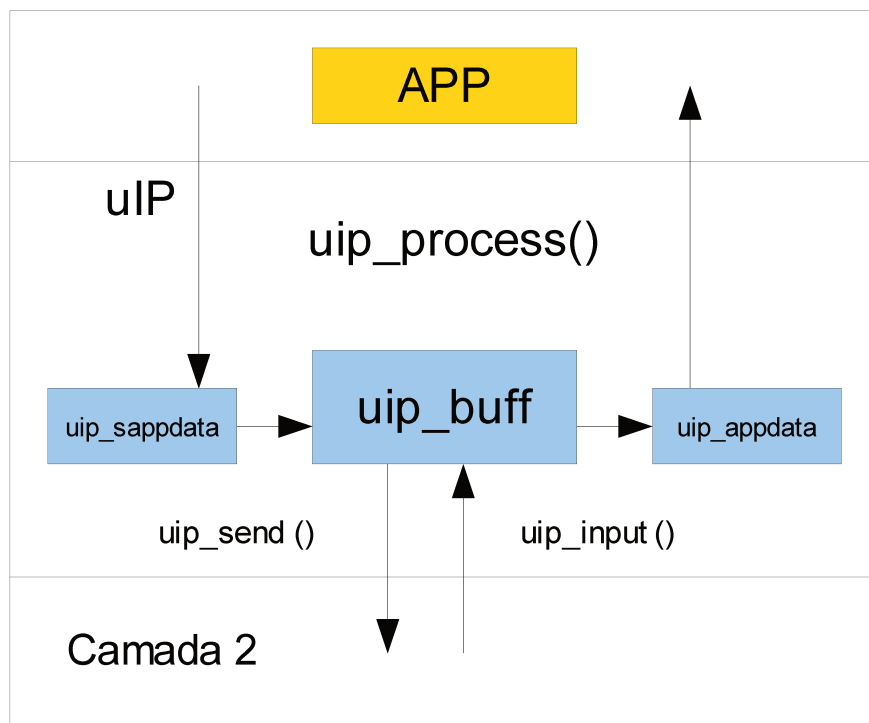 APP
uIP
uip_process()
uip_sappdata
uip_buff
uip_appdata
uip_send ()
uip_input ()
Camada 2